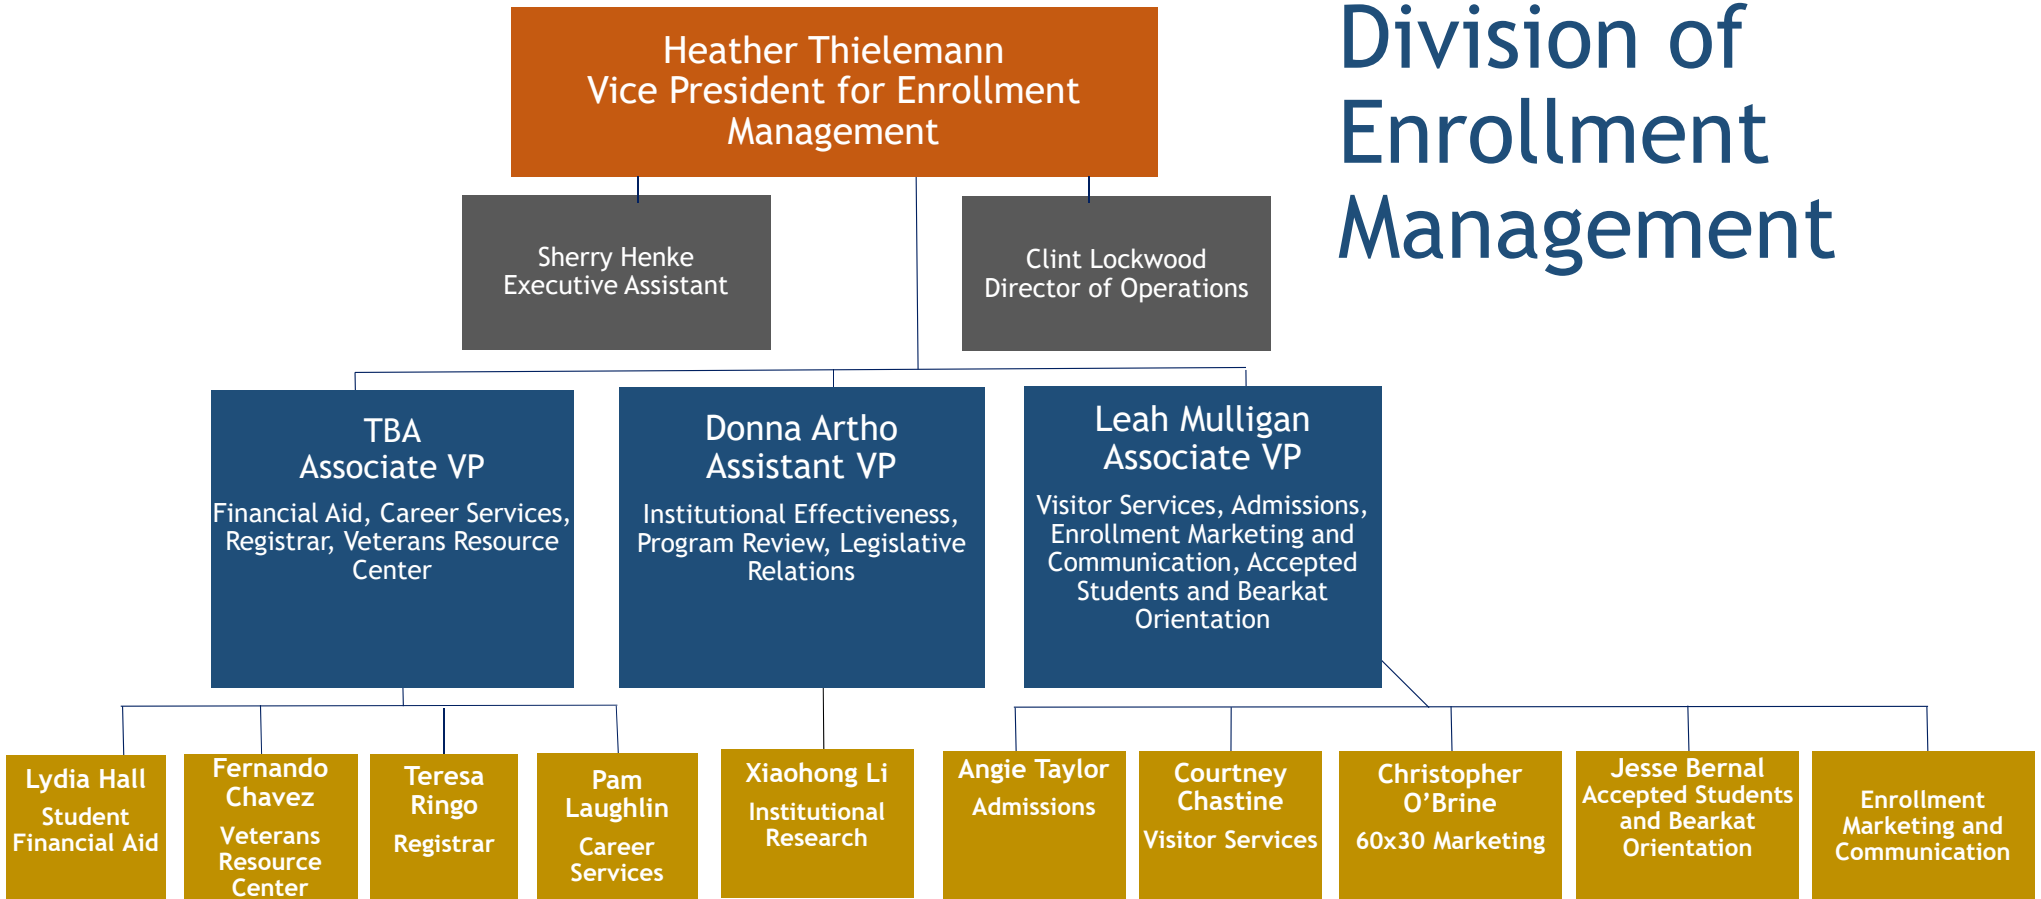 Division of
Enrollment
Management
Heather Thielemann
Vice President for Enrollment
Management
Sherry Henke
Executive Assistant
Clint Lockwood
Director of Operations
TBA
Associate VP
Financial Aid, Career Services,
Registrar, Veterans Resource
Center
Donna Artho
Assistant VP
Institutional Effectiveness,
Program Review, Legislative
Relations
Leah Mulligan
Associate VP
Visitor Services, Admissions,
Enrollment Marketing and
Communication, Accepted
Students and Bearkat
Orientation
Lydia Hall
Student
Financial Aid
Fernando
Chavez
Veterans
Resource
Center
Teresa
Ringo
Registrar
Pam
Laughlin
Career
Services
Xiaohong Li
Institutional
Research
Angie Taylor
Admissions
Courtney
Chastine
Visitor Services
Christopher
O’Brine
60x30 Marketing
Jesse Bernal
Accepted Students
and Bearkat
Orientation
Enrollment
Marketing and
Communication